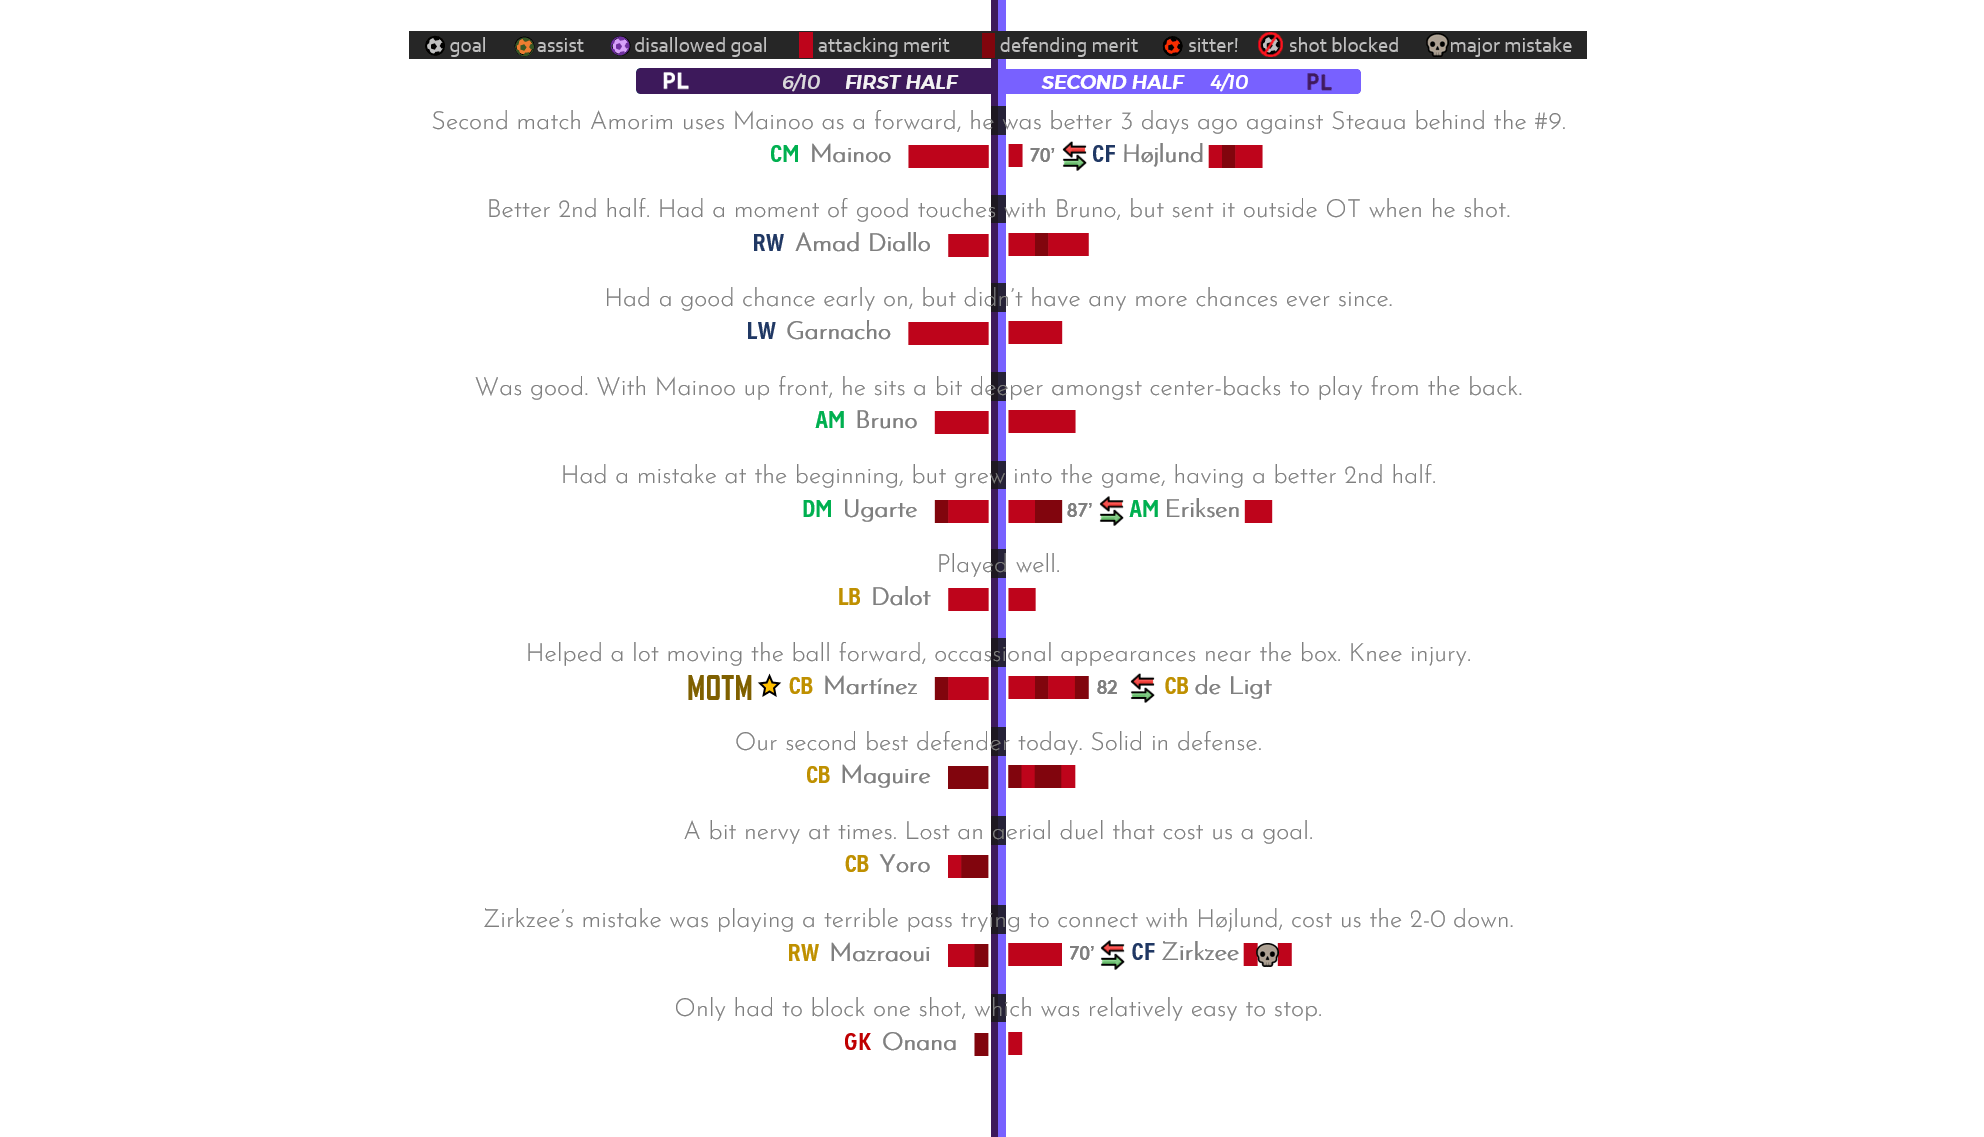 goal assist disallowed goal attacking merit defending merit sitter! shot blocked major mistake
PL 6/10 FIRST HALF SECOND HALF 4/10 PL
Second match Amorim uses Mainoo as a forward, he was better 3 days ago against Steaua behind the #9.
CM Mainoo 70' CF Højlund
Better 2nd half. Had a moment of good touches with Bruno, but sent it outside OT when he shot.
RW Amad Diallo
Had a good chance early on, but didn't have any more chances ever since.
LW Garnacho
Was good. With Mainoo up front, he sits a bit deeper amongst center-backs to play from the back.
AM Bruno
Had a mistake at the beginning, but grew into the game, having a better 2nd half.
DM Ugarte 87' AM Eriksen
Played well.
LB Dalot
Helped a lot moving the ball forward, occassional appearances near the box. Knee injury.
MOTM CB Martínez 82 CB de Ligt
Our second best defender today. Solid in defense.
CB Maguire
A bit nervy at times. Lost an aerial duel that cost us a goal.
CB Yoro
Zirkzee's mistake was playing a terrible pass trying to connect with Højlund, cost us the 2-0 down.
RW Mazraoui 70' CF Zirkzee
Only had to block one shot, which was relatively easy to stop.
GK Onana